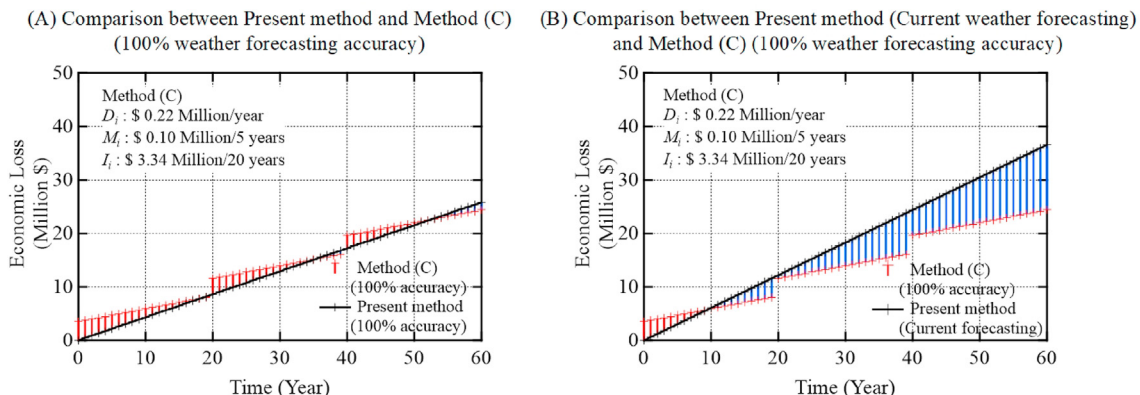 (A) Comparison between Present method and Method (C)
(100% weather forecasting accuracy)
50
40
30
20
10
0
Economic Loss
(Million $)
Method (C)
Di : $ 0.22 Million/year
Mi : $ 0.10 Million/5 years
Ii : $ 3.34 Million/20 years
Method (C)
(100% accuracy)
Present method
(100% accuracy)
0 10 20 30 40 50 60
Time (Year)
(B) Comparison between Present method (Current weather forecasting)
and Method (C) (100% weather forecasting accuracy)
50
40
30
20
10
0
Economic Loss
(Million $)
Method (C)
Di : $ 0.22 Million/year
Mi : $ 0.10 Million/5 years
Ii : $ 3.34 Million/20 years
Method (C)
(100% accuracy)
Present method
(Current forecasting)
0 10 20 30 40 50 60
Time (Year)